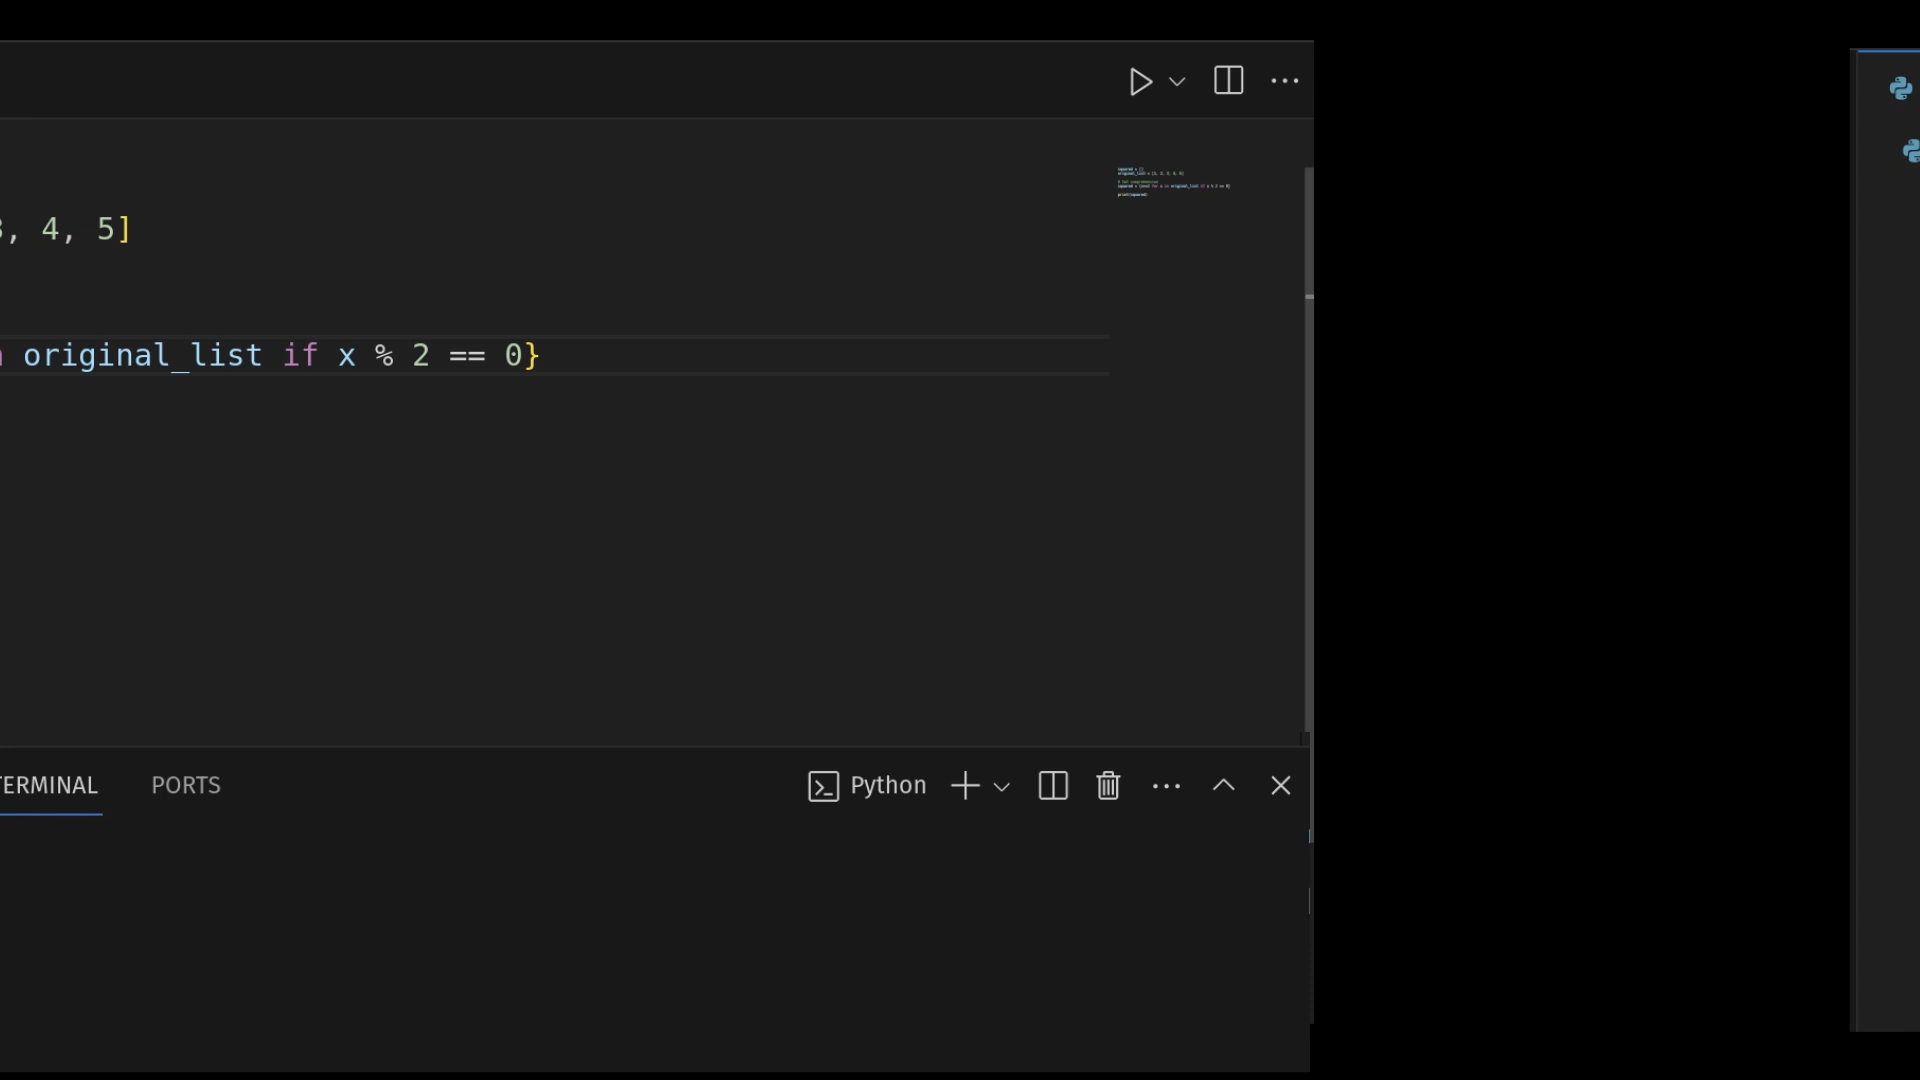 , 4, 5]
original_list if x % 2 == 0}
TERMINAL PORTS Python